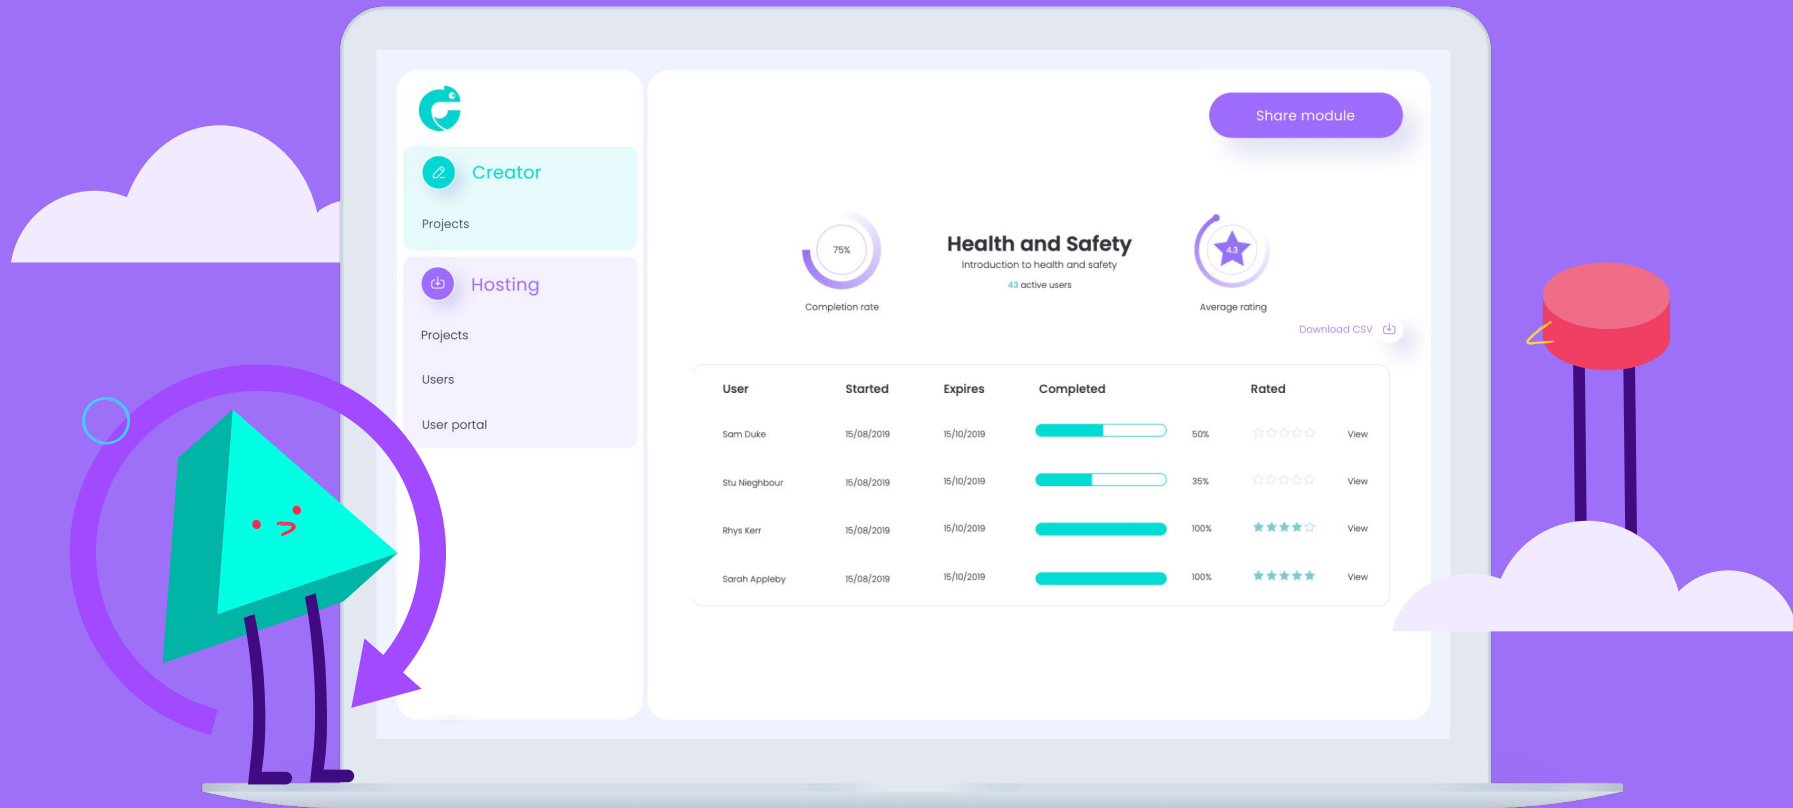 Share module
Creator
Projects
Hosting
Projects
Users
User portal
75%
Completion rate
Health and Safety
Introduction to health and safety
43 active users
4.3
Average rating
Download CSV
User Started Expires Completed Rated
Sam Duke 15/08/2019 15/10/2019 50% View
Stu Nieghbour 15/08/2019 15/10/2019 35% View
Rhys Kerr 15/08/2019 15/10/2019 100% View
Sarah Appleby 15/08/2019 15/10/2019 100% View